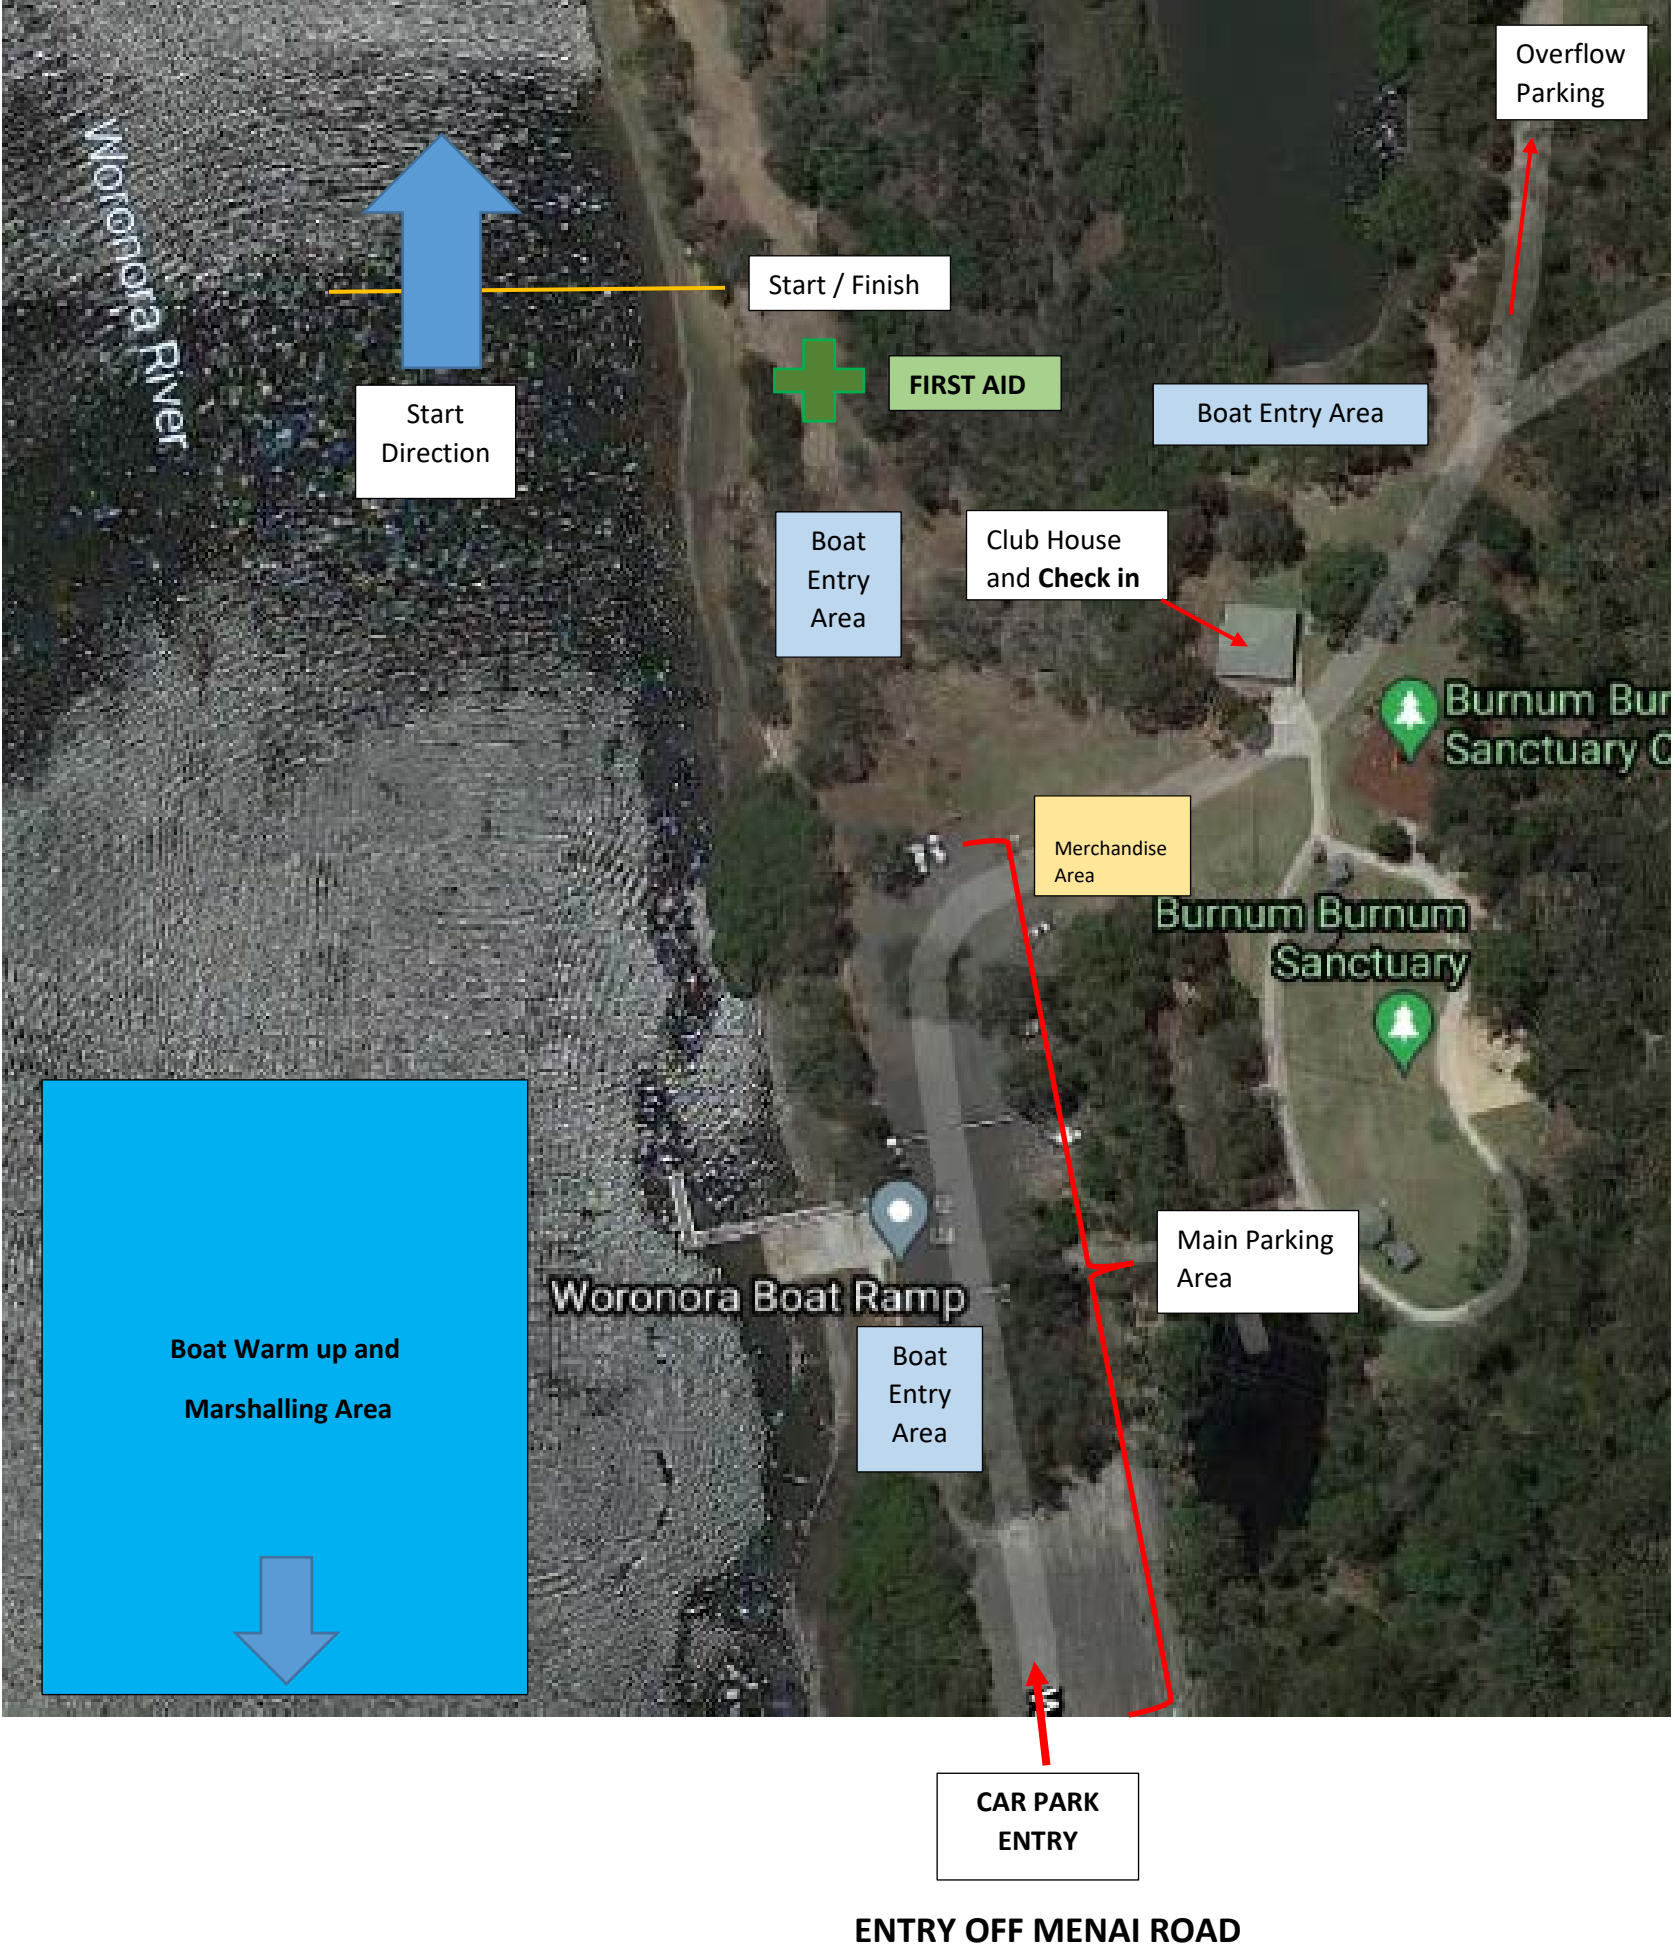 Overflow
Parking
Woronora River
Start / Finish
FIRST AID
Start
Direction
Boat Entry Area
Boat
Entry
Area
Club House
and Check in
Burnum Bur
Sanctuary C
Merchandise
Area
Burnum Burnum
Sanctuary
Main Parking
Area
Woronora Boat Ramp
Boat
Entry
Area
Boat Warm up and
Marshalling Area
CAR PARK
ENTRY
ENTRY OFF MENAI ROAD